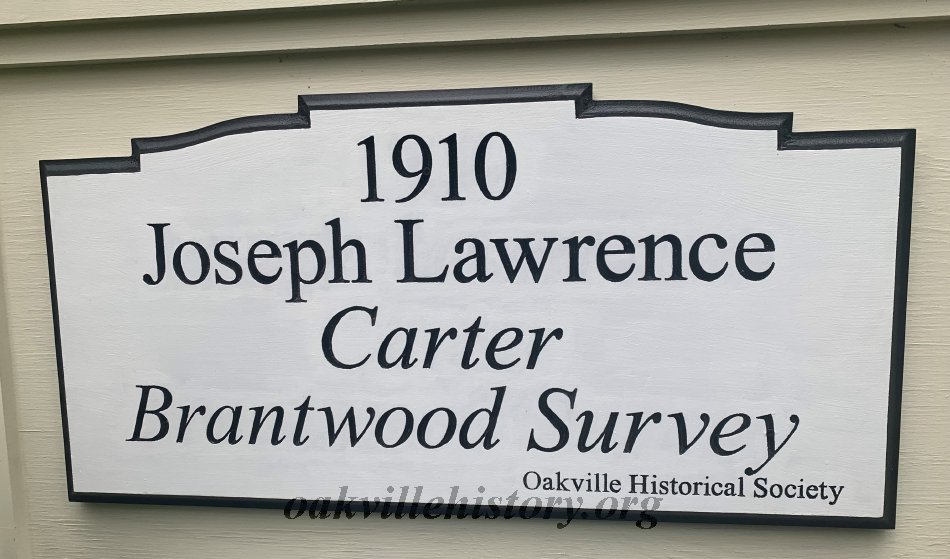 1910
Joseph Lawrence
Carter
Brantwood Survey
Oakville Historical Society
oakvillehistory.org